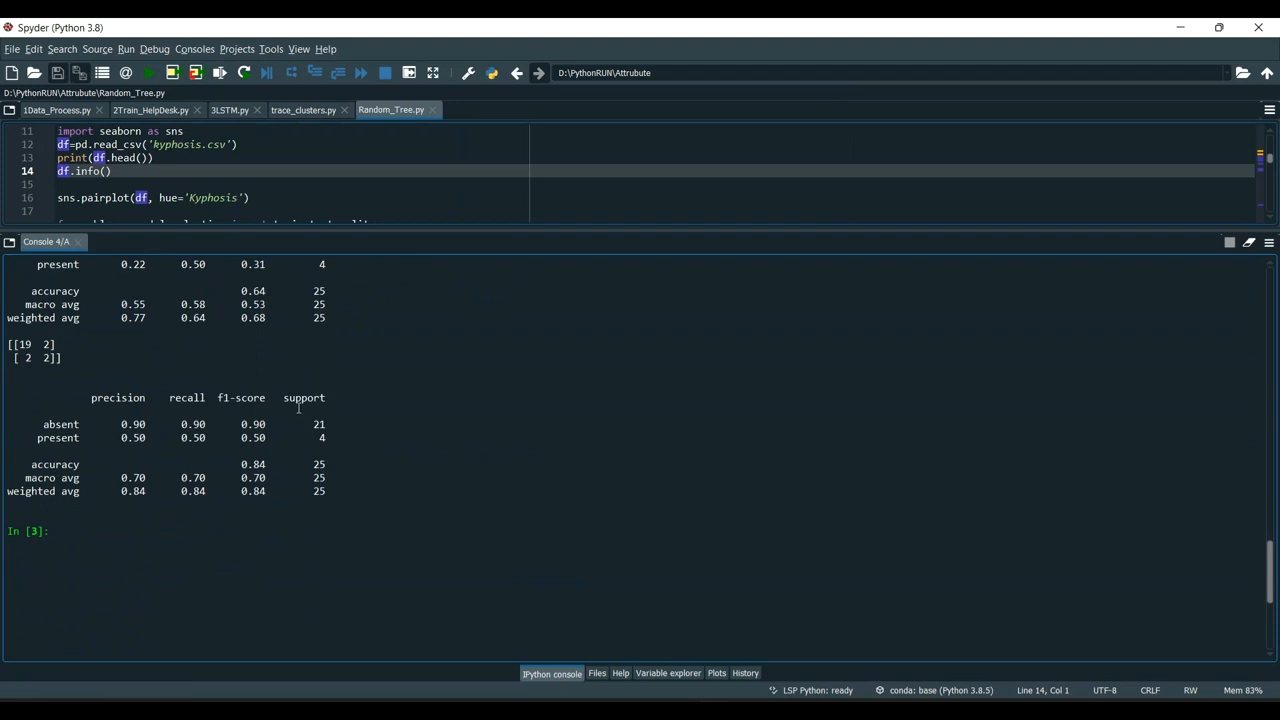 Spyder (Python 3.8)
File Edit Search Source Run Debug Consoles Projects Tools View Help
D:\PythonRUN\Attrubute
D:\PythonRUN\Attrubute\Random_Tree.py
1Data_Process.py 2Train_HelpDesk.py 3LSTM.py trace_clusters.py Random_Tree.py
11 import seaborn as sns
12 df=pd.read_csv('kyphosis.csv')
13 print(df.head())
14 df.info()
15
16 sns.pairplot(df, hue='Kyphosis')
17
Console 4/A
present 0.22 0.50 0.31 4
accuracy 0.64 25
macro avg 0.55 0.58 0.53 25
weighted avg 0.77 0.64 0.68 25
[[19 2]
[ 2 2]]
precision recall f1-score support
absent 0.90 0.90 0.90 21
present 0.50 0.50 0.50 4
accuracy 0.84 25
macro avg 0.70 0.70 0.70 25
weighted avg 0.84 0.84 0.84 25
In [3]:
IPython console Files Help Variable explorer Plots History
LSP Python: ready conda: base (Python 3.8.5) Line 14, Col 1 UTF-8 CRLF RW Mem 83%